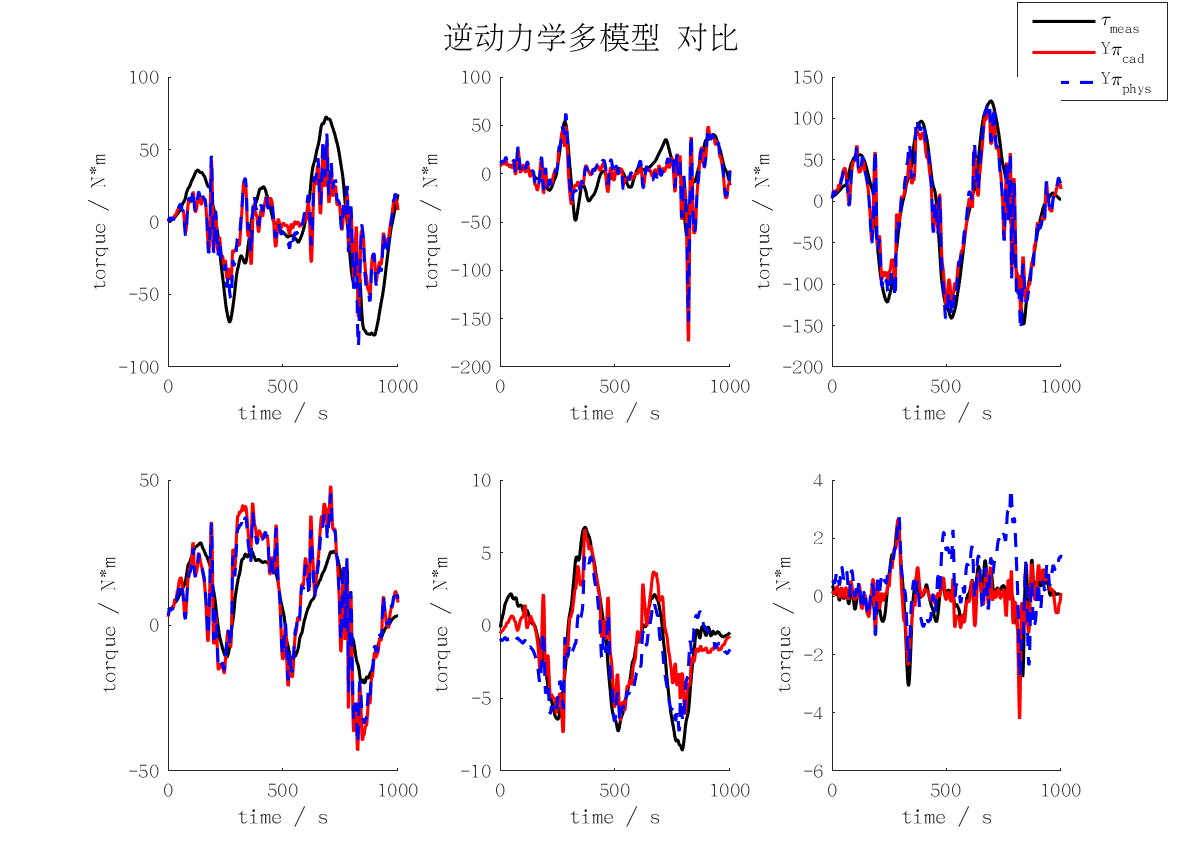 逆动力学多模型 对比
τmeas
Yπcad
Yπphys
100
50
0
-50
-100
torque / N*m
0 500 1000
time / s
100
50
0
-50
-100
-150
-200
torque / N*m
0 500 1000
time / s
150
100
50
0
-50
-100
-150
-200
torque / N*m
0 500 1000
time / s
50
0
-50
torque / N*m
0 500 1000
time / s
10
5
0
-5
-10
torque / N*m
0 500 1000
time / s
4
2
0
-2
-4
-6
torque / N*m
0 500 1000
time / s